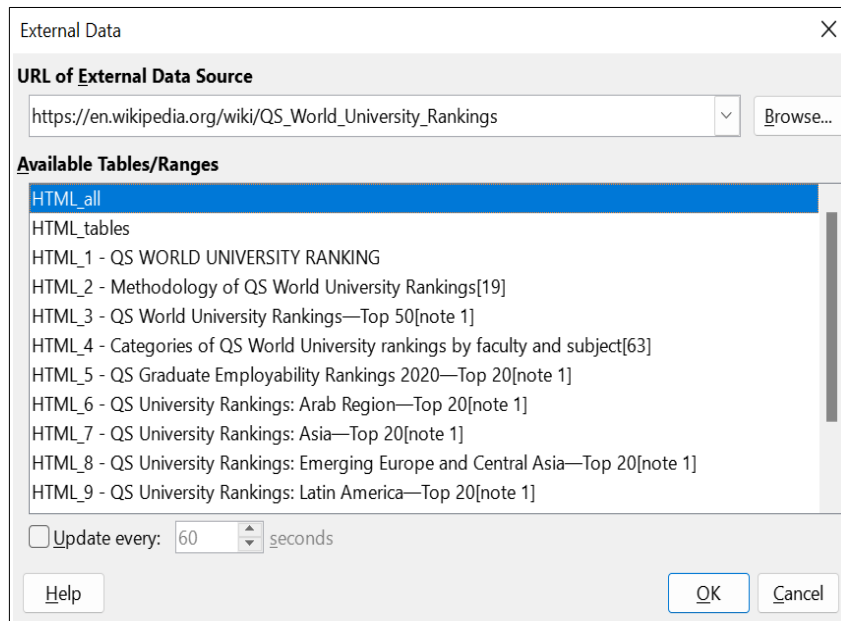 External Data
URL of External Data Source
https://en.wikipedia.org/wiki/QS_World_University_Rankings
Browse...
Available Tables/Ranges
HTML_all
HTML_tables
HTML_1 - QS WORLD UNIVERSITY RANKING
HTML_2 - Methodology of QS World University Rankings[19]
HTML_3 - QS World University Rankings—Top 50[note 1]
HTML_4 - Categories of QS World University rankings by faculty and subject[63]
HTML_5 - QS Graduate Employability Rankings 2020—Top 20[note 1]
HTML_6 - QS University Rankings: Arab Region—Top 20[note 1]
HTML_7 - QS University Rankings: Asia—Top 20[note 1]
HTML_8 - QS University Rankings: Emerging Europe and Central Asia—Top 20[note 1]
HTML_9 - QS University Rankings: Latin America—Top 20[note 1]
Update every: 60 seconds
Help OK Cancel